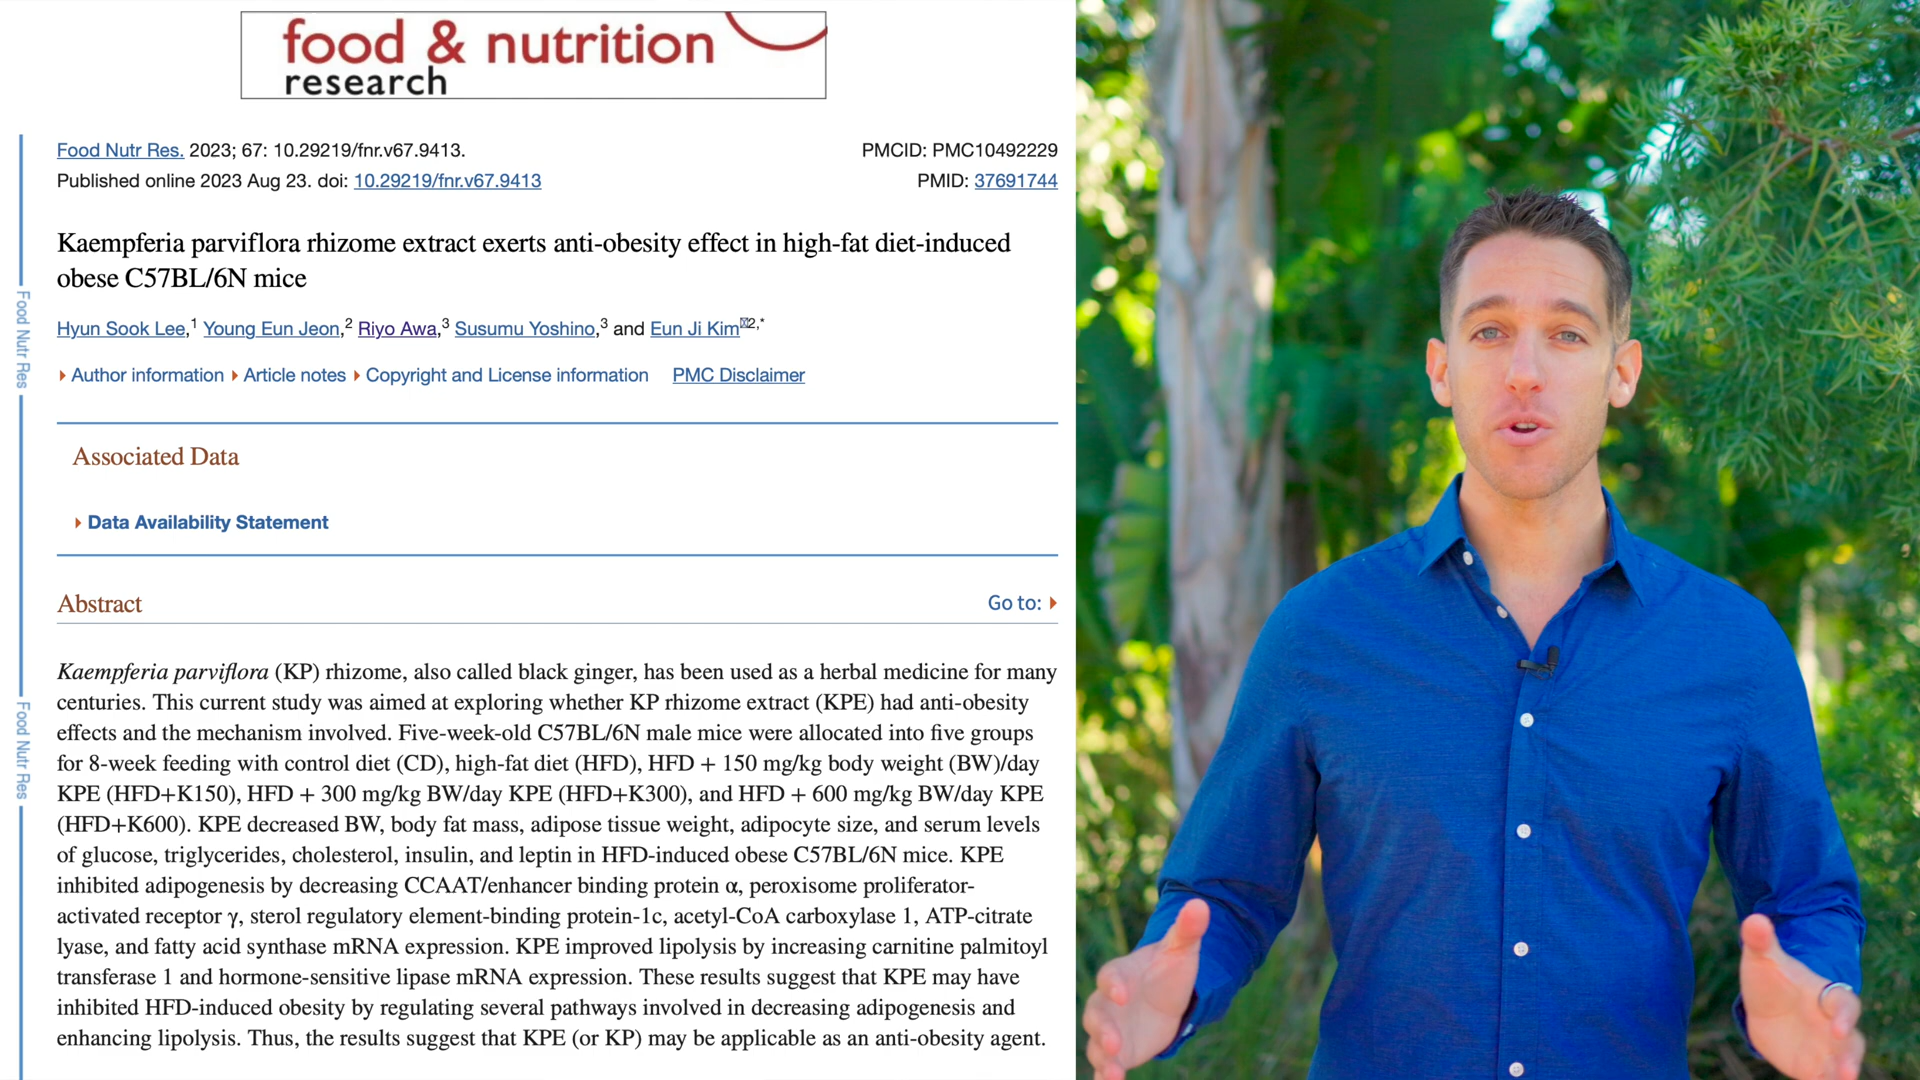 food & nutrition
research
Food Nutr Res. 2023; 67: 10.29219/fnr.v67.9413.
PMCID: PMC10492229
Published online 2023 Aug 23. doi: 10.29219/fnr.v67.9413
PMID: 37691744
Kaempferia parviflora rhizome extract exerts anti-obesity effect in high-fat diet-induced
obese C57BL/6N mice
Hyun Sook Lee,1 Young Eun Jeon,2 Riyo Awa,3 Susumu Yoshino,3 and Eun Ji Kim2,*
Author information Article notes Copyright and License information PMC Disclaimer
Associated Data
Data Availability Statement
Abstract
Go to:
Kaempferia parviflora (KP) rhizome, also called black ginger, has been used as a herbal medicine for many
centuries. This current study was aimed at exploring whether KP rhizome extract (KPE) had anti-obesity
effects and the mechanism involved. Five-week-old C57BL/6N male mice were allocated into five groups
for 8-week feeding with control diet (CD), high-fat diet (HFD), HFD + 150 mg/kg body weight (BW)/day
KPE (HFD+K150), HFD + 300 mg/kg BW/day KPE (HFD+K300), and HFD + 600 mg/kg BW/day KPE
(HFD+K600). KPE decreased BW, body fat mass, adipose tissue weight, adipocyte size, and serum levels
of glucose, triglycerides, cholesterol, insulin, and leptin in HFD-induced obese C57BL/6N mice. KPE
inhibited adipogenesis by decreasing CCAAT/enhancer binding protein α, peroxisome proliferator-
activated receptor γ, sterol regulatory element-binding protein-1c, acetyl-CoA carboxylase 1, ATP-citrate
lyase, and fatty acid synthase mRNA expression. KPE improved lipolysis by increasing carnitine palmitoyl
transferase 1 and hormone-sensitive lipase mRNA expression. These results suggest that KPE may have
inhibited HFD-induced obesity by regulating several pathways involved in decreasing adipogenesis and
enhancing lipolysis. Thus, the results suggest that KPE (or KP) may be applicable as an anti-obesity agent.
Food Nutr Res
Food Nutr Res